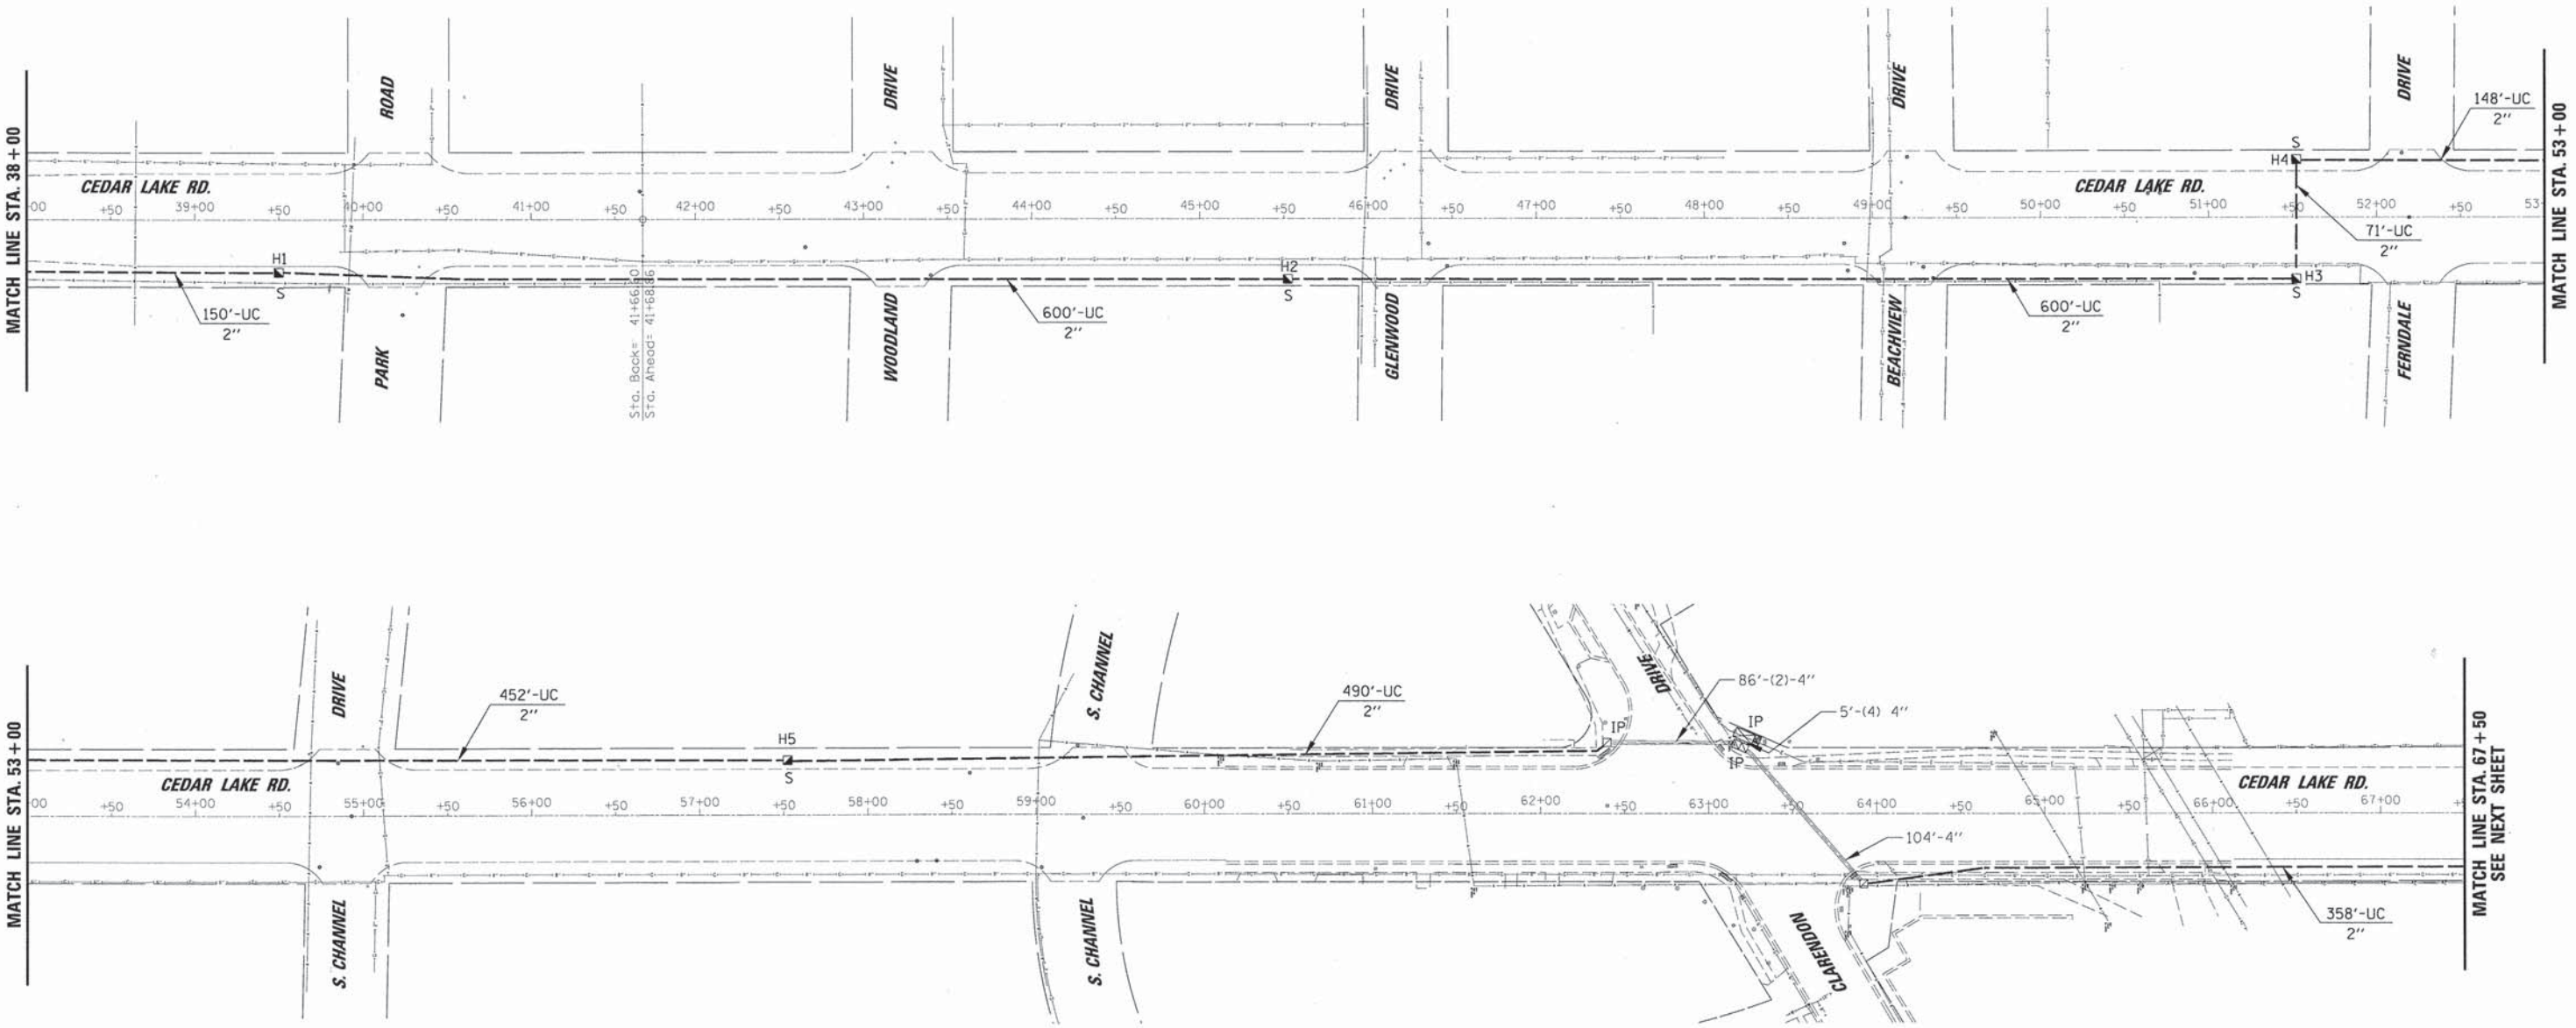 MATCH LINE STA. 38+00
ROAD
DRIVE
DRIVE
DRIVE
DRIVE
148'-UC
2"
MATCH LINE STA. 53+00
S
H4
CEDAR LAKE RD.
CEDAR LAKE RD.
00 +50 39+00 +50 40+00 +50 41+00 +50 42+00 +50 43+00 +50 44+00 +50 45+00 +50 46+00 +50 47+00 +50 48+00 +50 49+00 +50 50+00 +50 51+00 +50 52+00 +50 53
71'-UC
2"
H1
S
H2
S
H3
S
150'-UC
2"
600'-UC
2"
600'-UC
2"
PARK
Sta. Back=
Sta. Ahead=
WOODLAND
GLENWOOD
BEACHVIEW
FERNDALE
MATCH LINE STA. 53+00
DRIVE
452'-UC
2"
S. CHANNEL
490'-UC
2"
DRIVE
86'-(2)-4"
5'-(4) 4"
IP
IP
IP
H5
S
CEDAR LAKE RD.
CEDAR LAKE RD.
00 +50 54+00 +50 55+00 +50 56+00 +50 57+00 +50 58+00 +50 59+00 +50 60+00 +50 61+00 +50 62+00 +50 63+00 +50 64+00 +50 65+00 +50 66+00 +50 67+00
104'-4"
S. CHANNEL
S. CHANNEL
CLARENDON
358'-UC
2"
MATCH LINE STA. 67+50
SEE NEXT SHEET